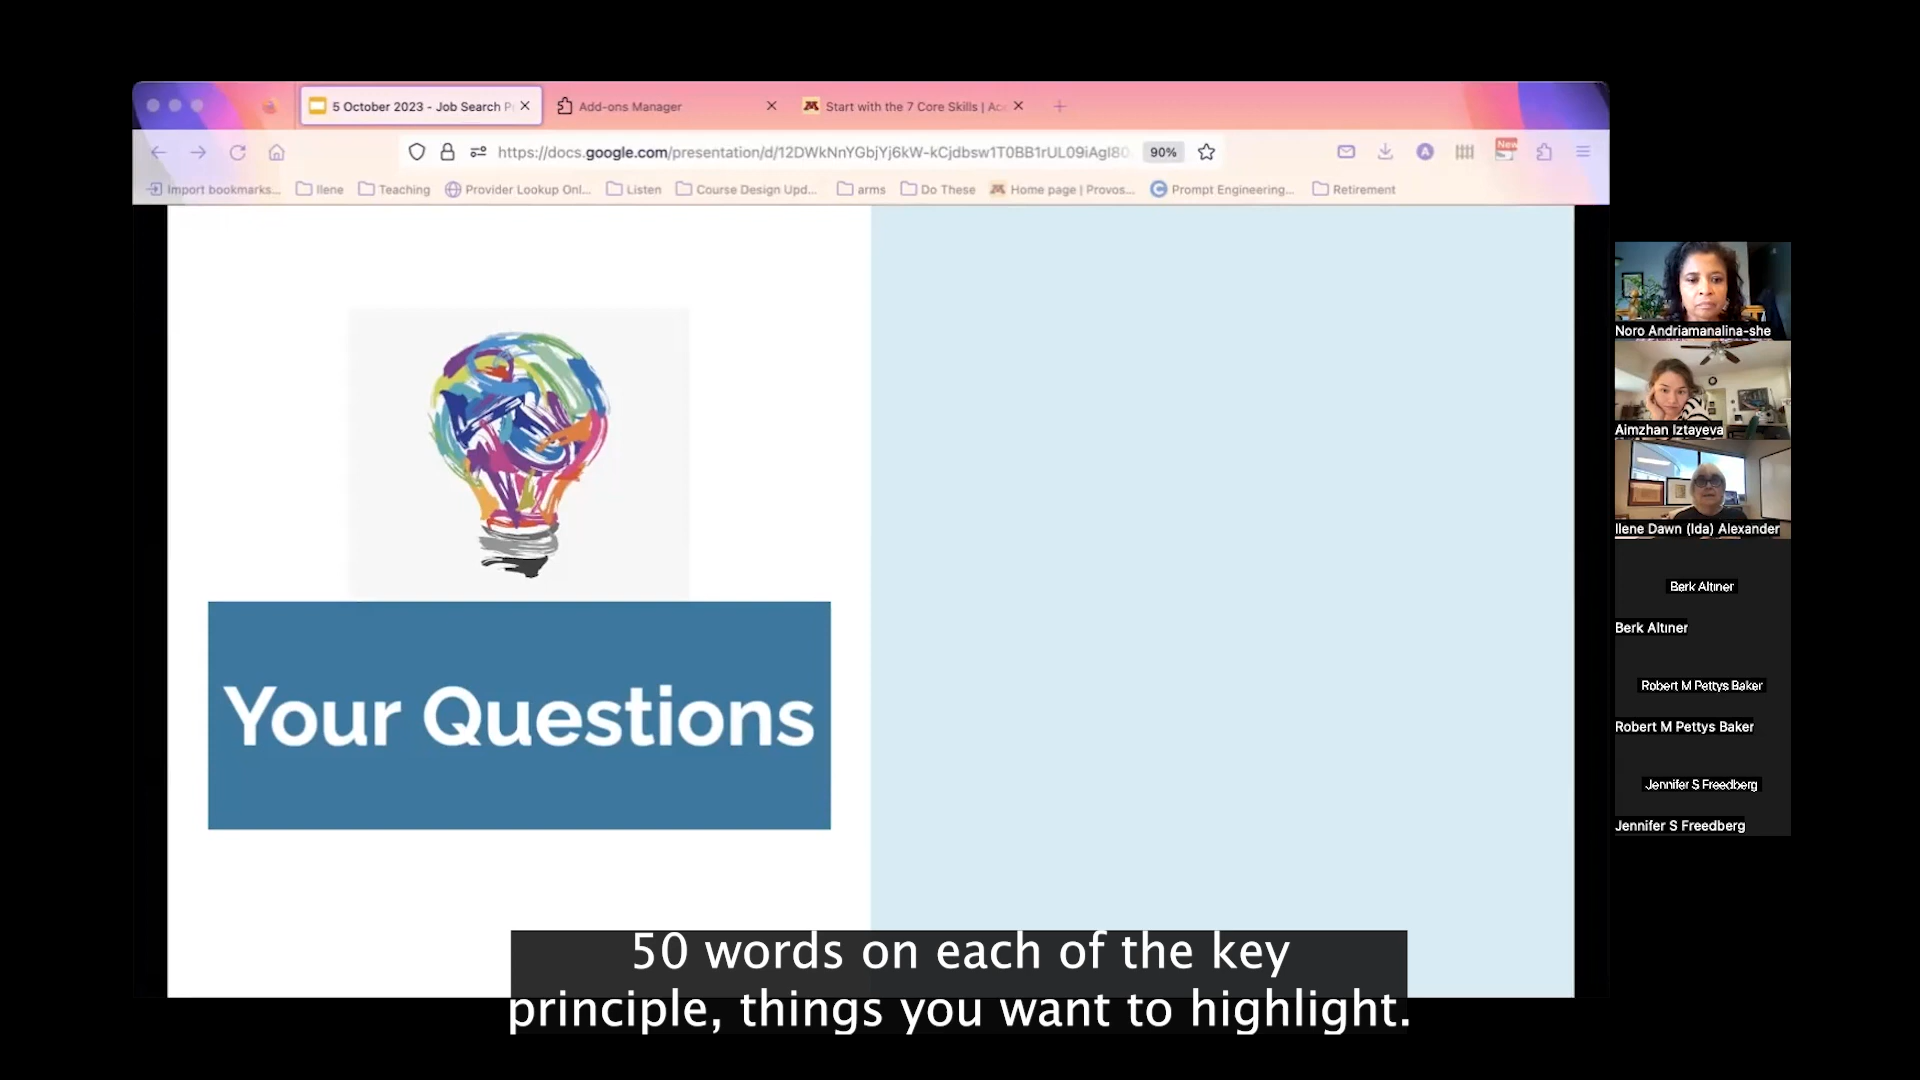 5 October 2023 - Job Search P
Add-ons Manager
Start with the 7 Core Skills | Ac
https://docs.google.com/presentation/d/12DWkNnYGbjYj6kW-kCjdbsw1T0BB1rUL09iAgI80
90%
A
New
Import bookmarks...
Ilene
Teaching
Provider Lookup Onl...
Listen
Course Design Upd...
arms
Do These
Home page | Provos...
Prompt Engineering...
Retirement
Your Questions
Noro Andriamanalina-she
Aimzhan Iztayeva
Ilene Dawn (Ida) Alexander
Berk Altıner
Berk Altıner
Robert M Pettys Baker
Robert M Pettys Baker
Jennifer S Freedberg
Jennifer S Freedberg
50 words on each of the key
principle, things you want to highlight.